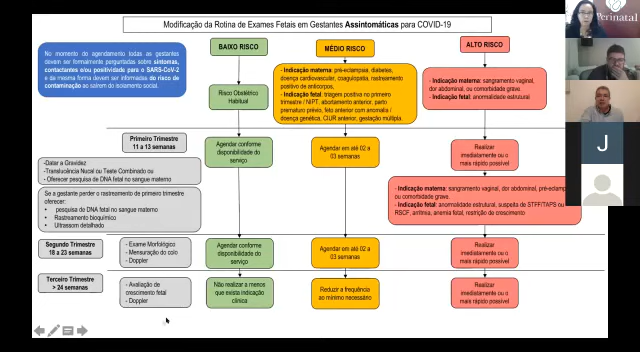 Modificação da Rotina de Exames Fetais em Gestantes Assintomáticas para COVID-19
Perinatal
No momento do agendamento todas as gestantes
devem ser formalmente perguntadas sobre sintomas,
contactantes e/ou positividade para o SARS-CoV-2
e da mesma forma devem ser informadas do risco de
contaminação ao saírem do isolamento social.
BAIXO RISCO
Risco Obstétrico
Habitual
MÉDIO RISCO
- Indicação materna: pré-eclâmpsia, diabetes,
doença cardiovascular, coagulopatia, rastreamento
positivo de anticorpos,
- Indicação fetal: triagem positiva no primeiro
trimestre / NIPT, abortamento anterior, parto
prematuro prévio, feto anterior com anomalia /
doença genética, CIUR anterior, gestação múltipla.
ALTO RISCO
- Indicação materna: sangramento vaginal,
dor abdominal, ou comorbidade grave.
- Indicação fetal: anormalidade estrutural
J
Primeiro Trimestre
11 a 13 semanas
Agendar conforme
disponibilidade do
serviço
Agendar em até 02 a
03 semanas
Realizar
imediatamente ou o
mais rápido possível
-Datar a Gravidez
-Translucência Nucal ou Teste Combinado ou
- Oferecer pesquisa de DNA fetal no sangue materno
Se a gestante perder o rastreamento de primeiro trimestre
oferecer:
• pesquisa de DNA fetal no sangue materno
• Rastreamento bioquímico
• Ultrassom detalhado
- Indicação materna: sangramento vaginal, dor abdominal,
ou comorbidade grave.
- Indicação fetal: anormalidade estrutural, suspeita de STFF/TAPS ou
RSCF, arritmia, anemia fetal, restrição de crescimento
Segundo Trimestre
18 a 23 semanas
- Exame Morfológico
- Mensuração do colo
- Doppler
Agendar conforme
disponibilidade do
serviço
Agendar em até 02 a
03 semanas
Realizar
imediatamente ou o
mais rápido possível
Terceiro Trimestre
> 24 semanas
- Avaliação de
crescimento fetal
- Doppler
Não realizar a menos
que exista indicação
clínica
Reduzir a frequência
ao mínimo necessário
Realizar
imediatamente ou o
mais rápido possível